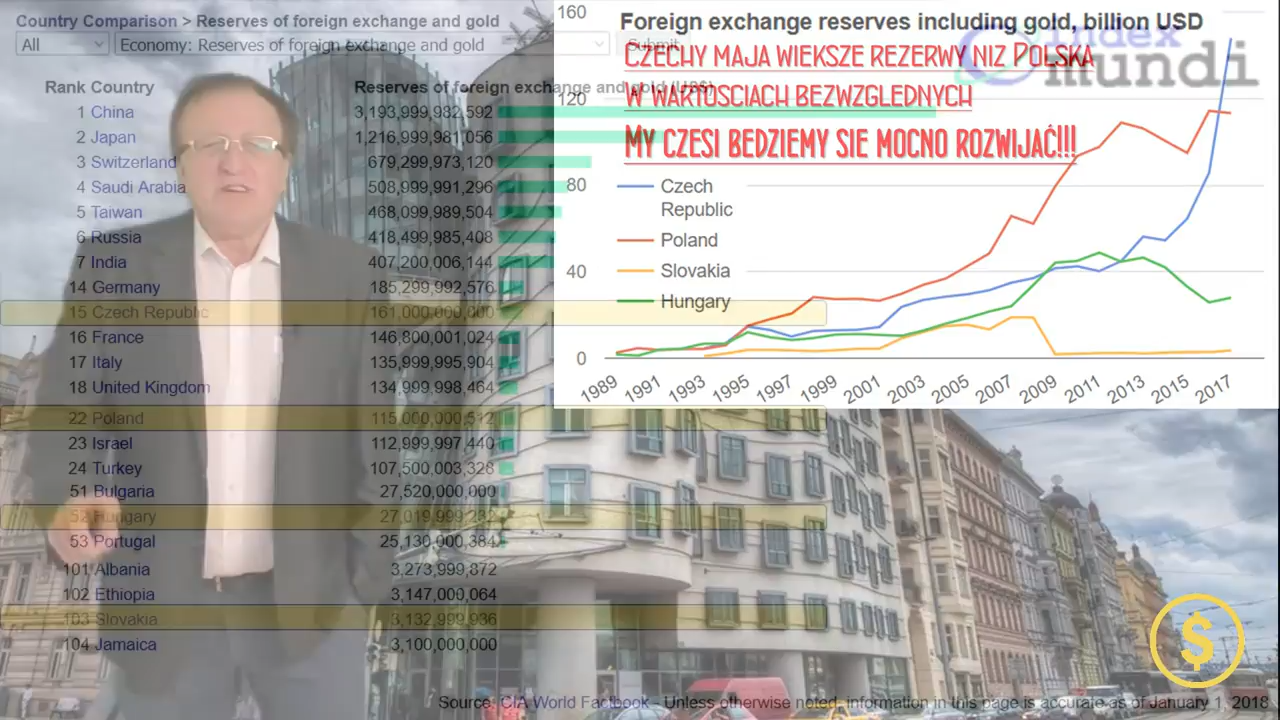 Country Comparison > Reserves of foreign exchange and gold
All
Economy: Reserves of foreign exchange and gold
Submit
Rank Country
Reserves of foreign exchange and gold (US$)
1 China 3,193,999,982,592
2 Japan 1,216,999,981,056
3 Switzerland 679,299,973,120
4 Saudi Arabia 508,999,991,296
5 Taiwan 468,099,989,504
6 Russia 418,499,985,408
7 India 407,200,006,144
14 Germany 185,299,992,576
15 Czech Republic 161,000,000,000
16 France 146,800,001,024
17 Italy 135,999,995,904
18 United Kingdom 134,999,998,464
22 Poland 115,000,000,512
23 Israel 112,999,997,440
24 Turkey 107,500,003,328
51 Bulgaria 27,520,000,000
52 Hungary 27,019,999,232
53 Portugal 25,130,000,384
101 Albania 3,273,999,872
102 Ethiopia 3,147,000,064
103 Slovakia 3,132,999,936
104 Jamaica 3,100,000,000
Foreign exchange reserves including gold, billion USD
index
mundi
CZECHY MAJA WIEKSZE REZERWY NIZ POLSKA
W WARTOSCIACH BEZWZGLEDNYCH
MY CZESI BEDZIEMY SIE MOCNO ROZWIJAĆ!!!
160
120
80
40
0
Czech
Republic
Poland
Slovakia
Hungary
1989 1991 1993 1995 1997 1999 2001 2003 2005 2007 2009 2011 2013 2015 2017
$
Source: CIA World Factbook - Unless otherwise noted, information in this page is accurate as of January 1, 2018